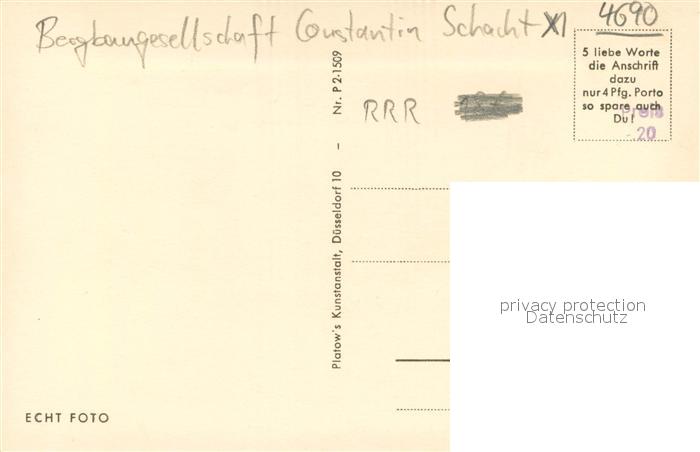 4690
Bergbaugesellschaft Constantin Schacht XI
5 liebe Worte
die Anschrift
dazu
nur 4 Pfg. Porto
so spare auch
Du!
Preis
-20
RRR
Platow's Kunstanstalt, Düsseldorf 10 – Nr. P 2-1509
privacy protection
Datenschutz
ECHT FOTO